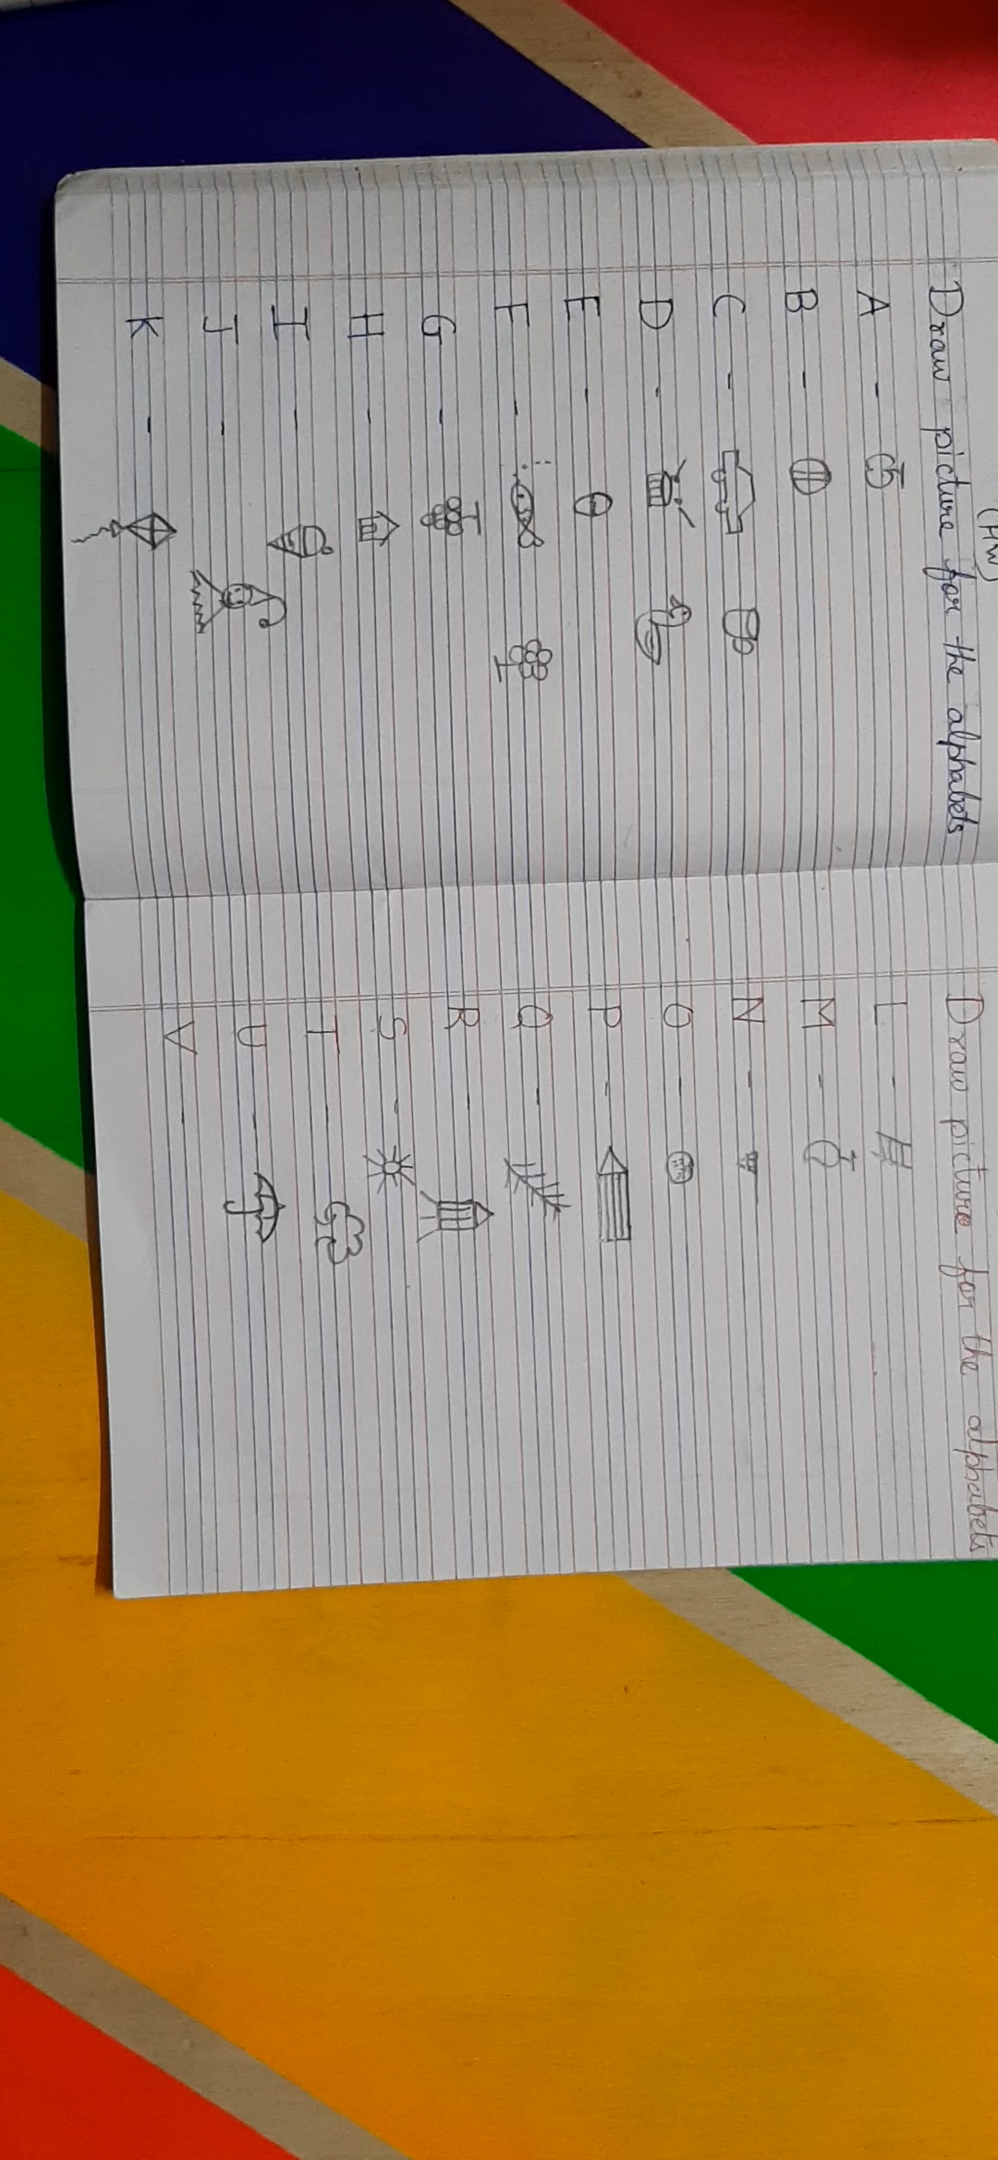 (HW)
Draw picture for the alphabets
A -
B -
C -
D -
E -
F -
G -
H -
I -
J -
K -
Draw picture for the alphabets
L -
M -
N -
O -
P -
Q -
R -
S -
T -
U -
V -